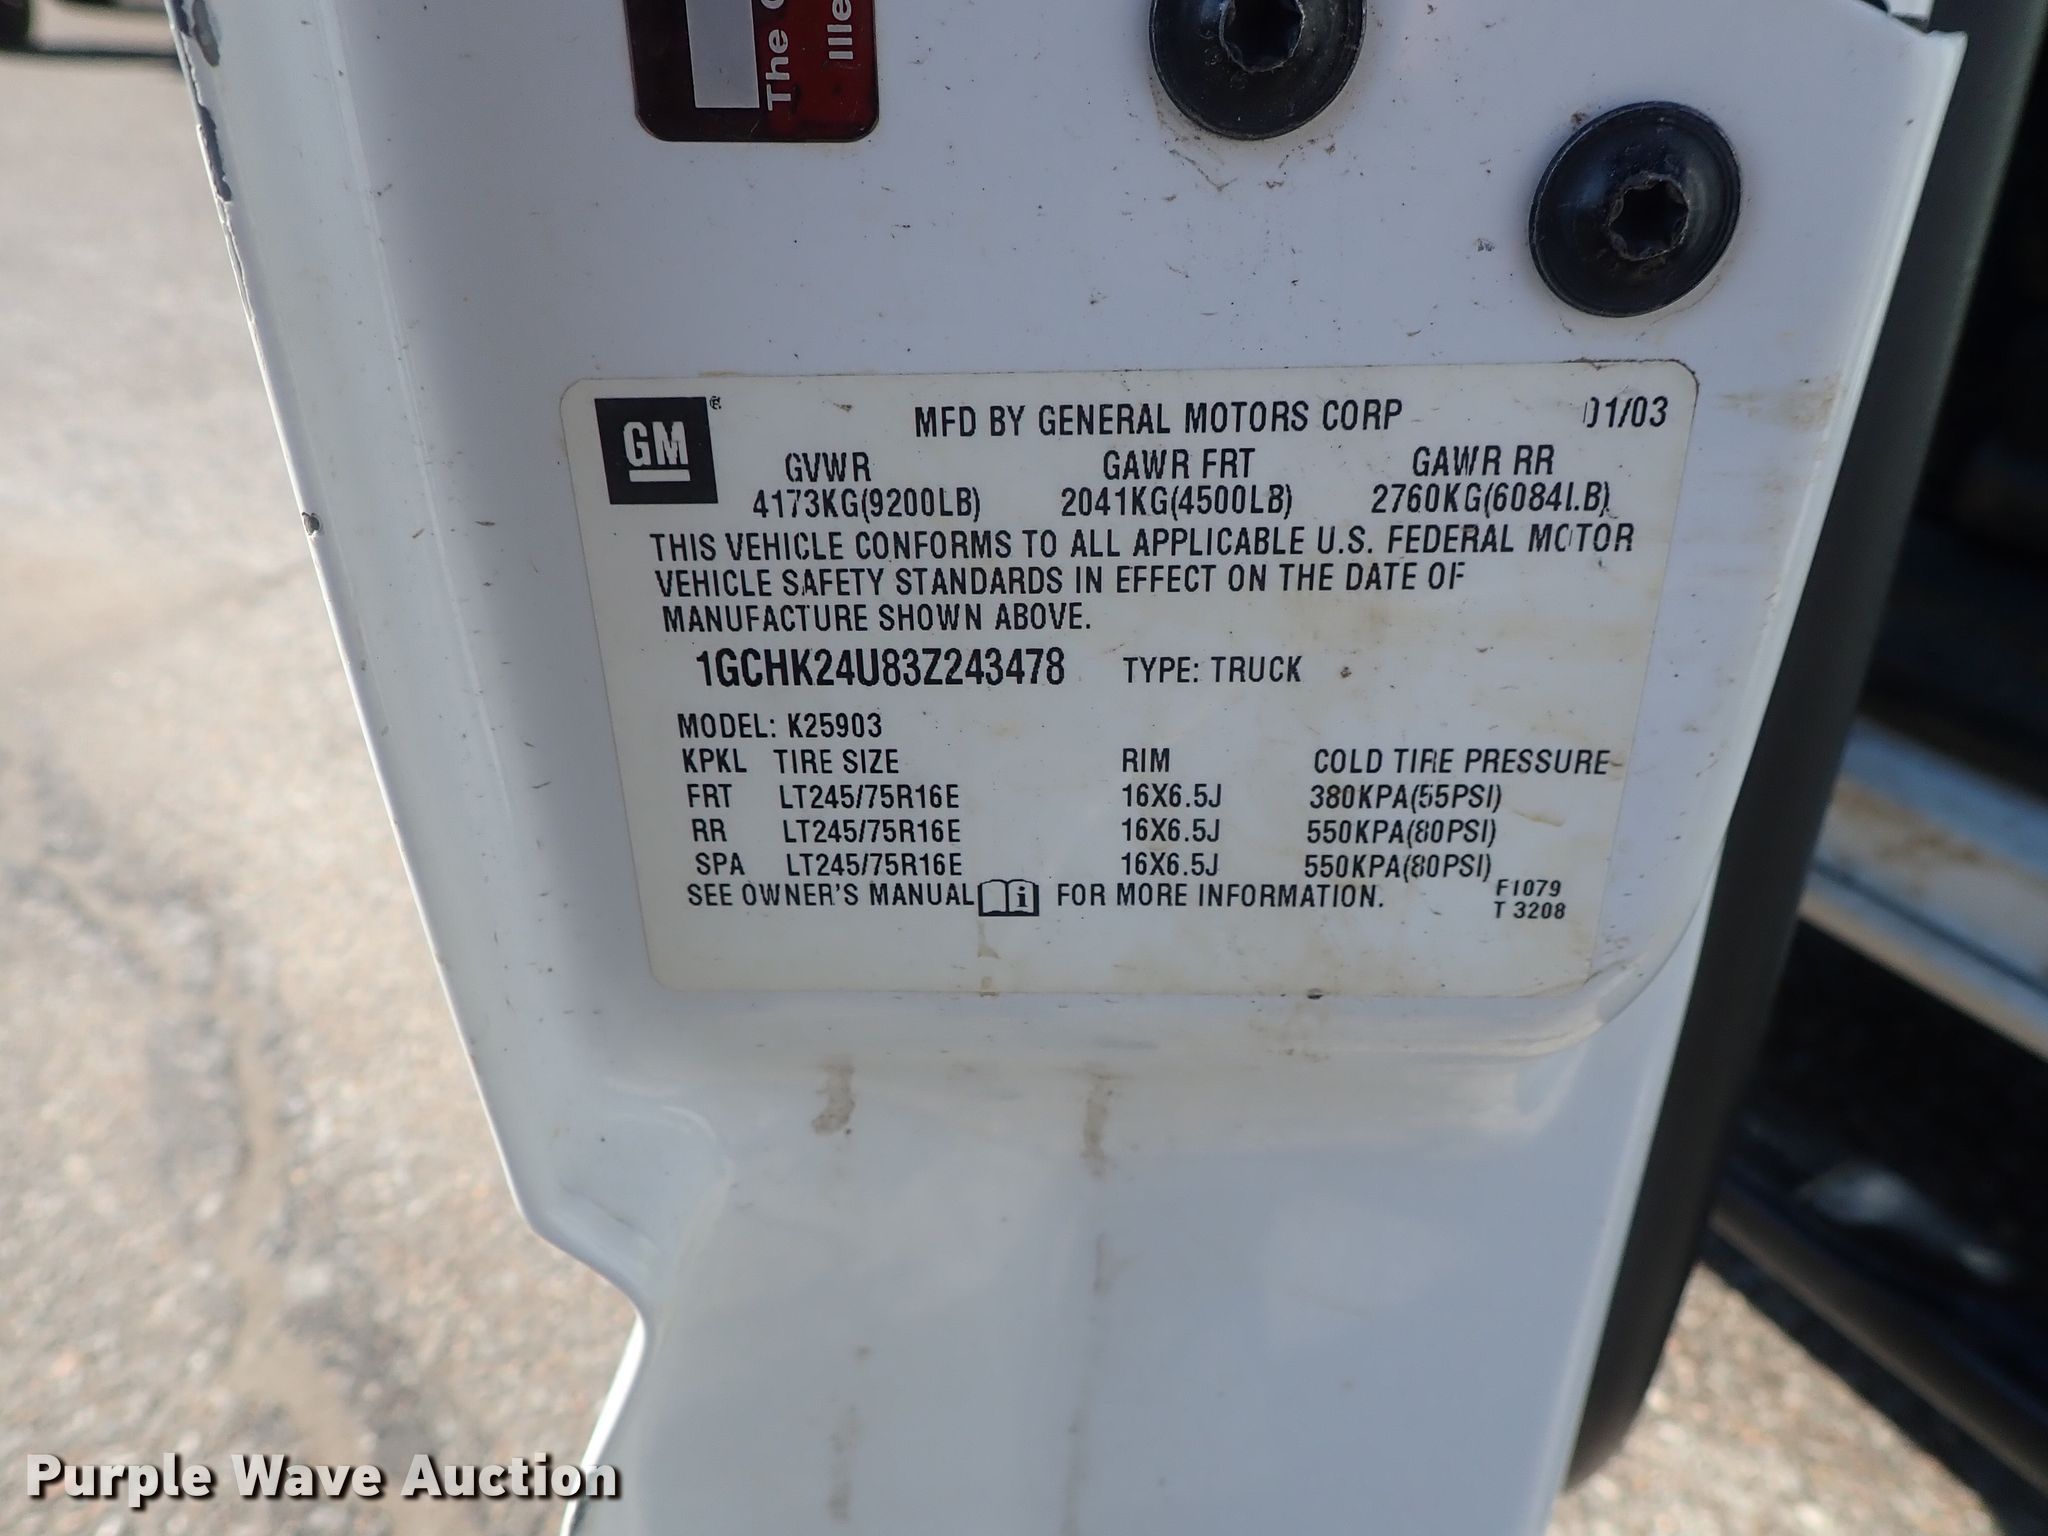 The
GM
MFD BY GENERAL MOTORS CORP 01/03
GVWR GAWR FRT GAWR RR
4173KG(9200LB) 2041KG(4500LB) 2760KG(6084LB)
THIS VEHICLE CONFORMS TO ALL APPLICABLE U.S. FEDERAL MOTOR
VEHICLE SAFETY STANDARDS IN EFFECT ON THE DATE OF
MANUFACTURE SHOWN ABOVE.
1GCHK24U83Z243478 TYPE: TRUCK
MODEL: K25903
KPKL TIRE SIZE RIM COLD TIRE PRESSURE
FRT LT245/75R16E 16X6.5J 380KPA(55PSI)
RR LT245/75R16E 16X6.5J 550KPA(80PSI)
SPA LT245/75R16E 16X6.5J 550KPA(80PSI)
SEE OWNER'S MANUAL i FOR MORE INFORMATION.
F1079
T 3208
Purple Wave Auction